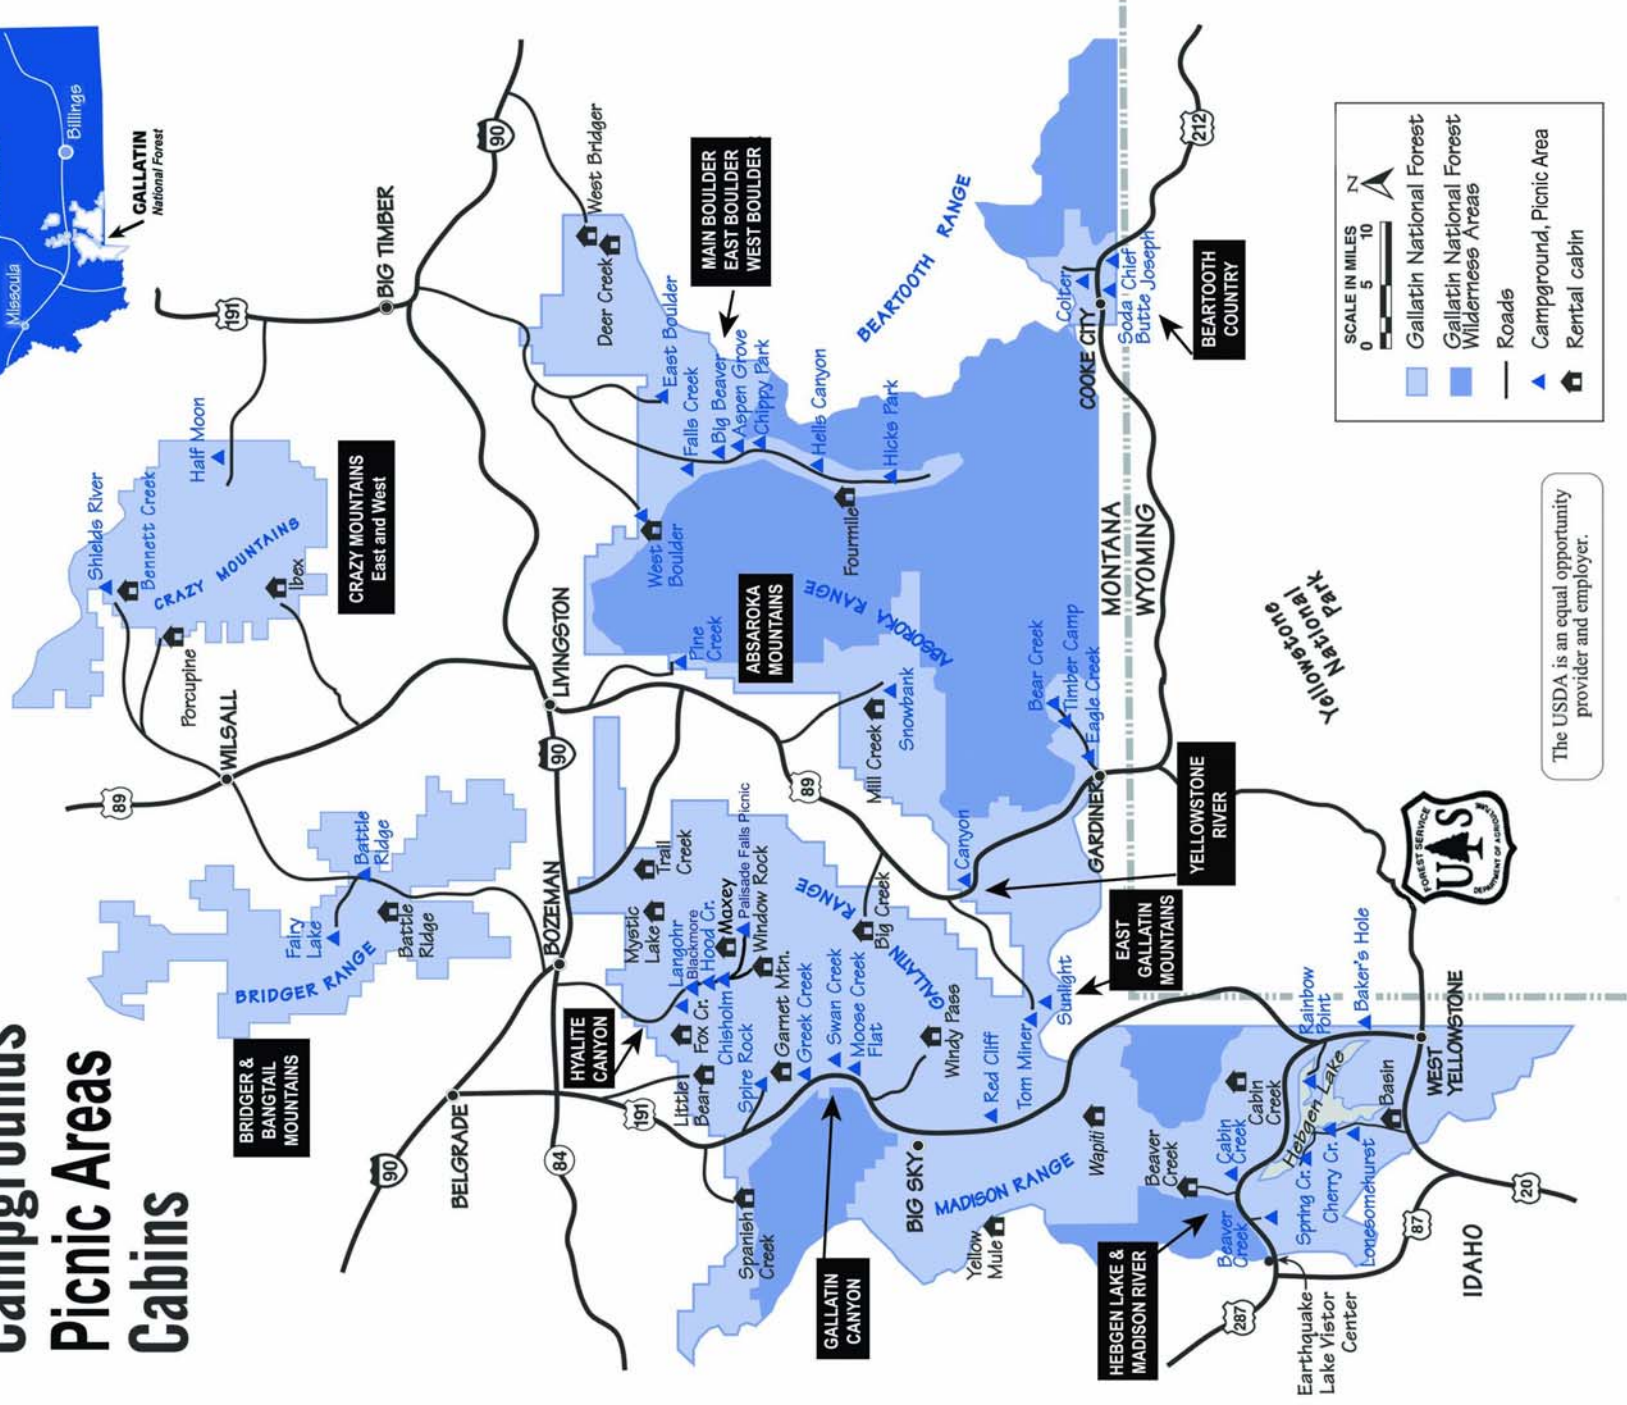 Campgrounds
Picnic Areas
Cabins
Missoula
Billings
GALLATIN
National Forest
BRIDGER &
BANGTAIL
MOUNTAINS
BRIDGER RANGE
Fairy
Lake
Battle
Ridge
Battle
Ridge
89
WILSALL
Shields River
Bennett Creek
Porcupine
CRAZY MOUNTAINS
Half Moon
Ibex
CRAZY MOUNTAINS
East and West
191
BIG TIMBER
90
West Bridger
Deer Creek
MAIN BOULDER
EAST BOULDER
WEST BOULDER
East Boulder
Falls Creek
Big Beaver
Aspen Grove
Chippy Park
Hells Canyon
Hicks Park
Fourmile
West
Boulder
LIVINGSTON
90
Pine
Creek
ABSAROKA
MOUNTAINS
ABSOROKA RANGE
BEARTOOTH RANGE
Snowbank
Mill Creek
89
BOZEMAN
BELGRADE
90
84
191
HYALITE
CANYON
Trail
Creek
Mystic
Lake
Langohr
Blackmore
Hood Cr.
Maxey
Palisade Falls Picnic
Window Rock
Fox Cr.
Chisholm
Little
Bear
Spire Rock
Garnet Mtn.
Greek Creek
Swan Creek
Moose Creek
Flat
GALLATIN RANGE
Big Creek
Windy Pass
Red Cliff
Tom Miner
Sunlight
Canyon
EAST
GALLATIN
MOUNTAINS
YELLOWSTONE
RIVER
GARDINER
Bear Creek
Timber Camp
Eagle Creek
MONTANA
WYOMING
COOKE CITY
Colter
Soda Chief
Butte Joseph
BEARTOOTH
COUNTRY
212
Yellowstone
National
Park
Spanish
Creek
GALLATIN
CANYON
BIG SKY
MADISON RANGE
Yellow
Mule
Wapiti
Beaver
Creek
Cabin
Creek
Cabin
Creek
Beaver
Creek
HEBGEN LAKE &
MADISON RIVER
Hebgen Lake
Rainbow
Point
Baker's Hole
Spring Cr.
Cherry Cr.
Lonesomehurst
Basin
WEST
YELLOWSTONE
287
87
20
IDAHO
Earthquake
Lake Vistor
Center
SCALE IN MILES
0 5 10
N
Gallatin National Forest
Gallatin National Forest
Wilderness Areas
Roads
Campground, Picnic Area
Rental cabin
The USDA is an equal opportunity
provider and employer.
FOREST SERVICE
UAS
DEPARTMENT OF AGRICULTURE